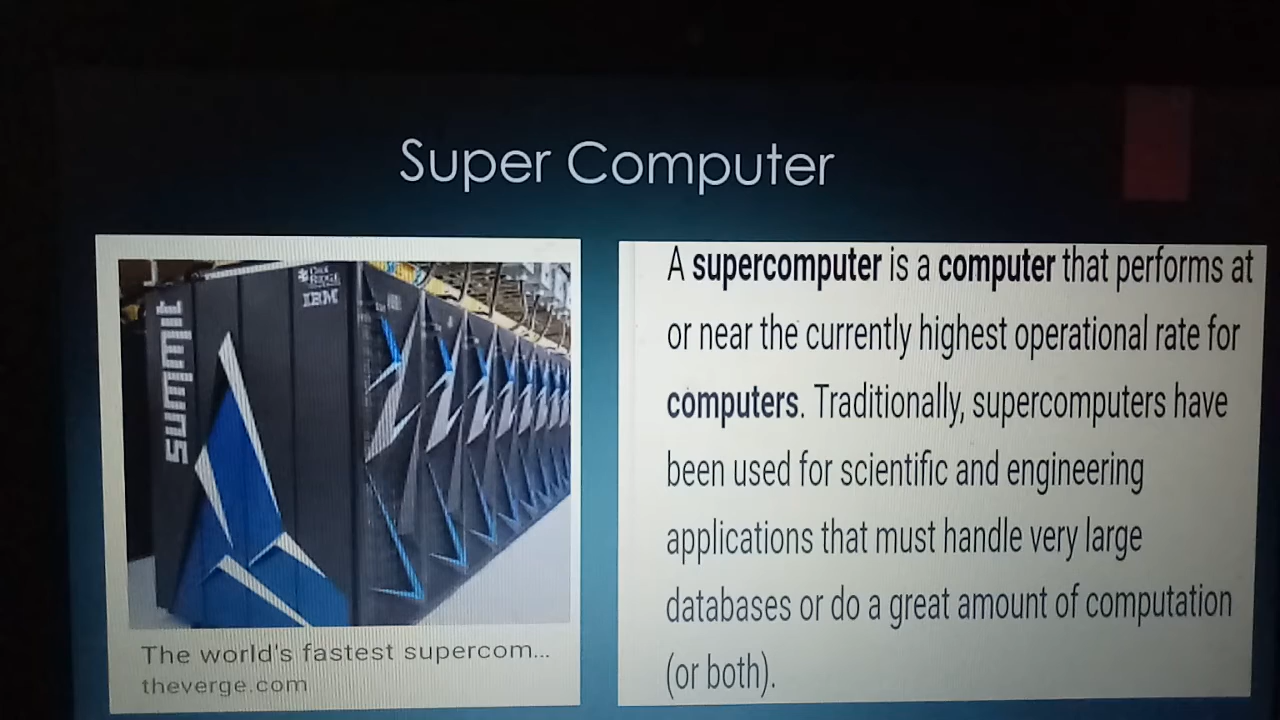 Super Computer
summit
OAK
RIDGE
IBM
A supercomputer is a computer that performs at
or near the currently highest operational rate for
computers. Traditionally, supercomputers have
been used for scientific and engineering
applications that must handle very large
databases or do a great amount of computation
(or both).
The world's fastest supercom...
theverge.com